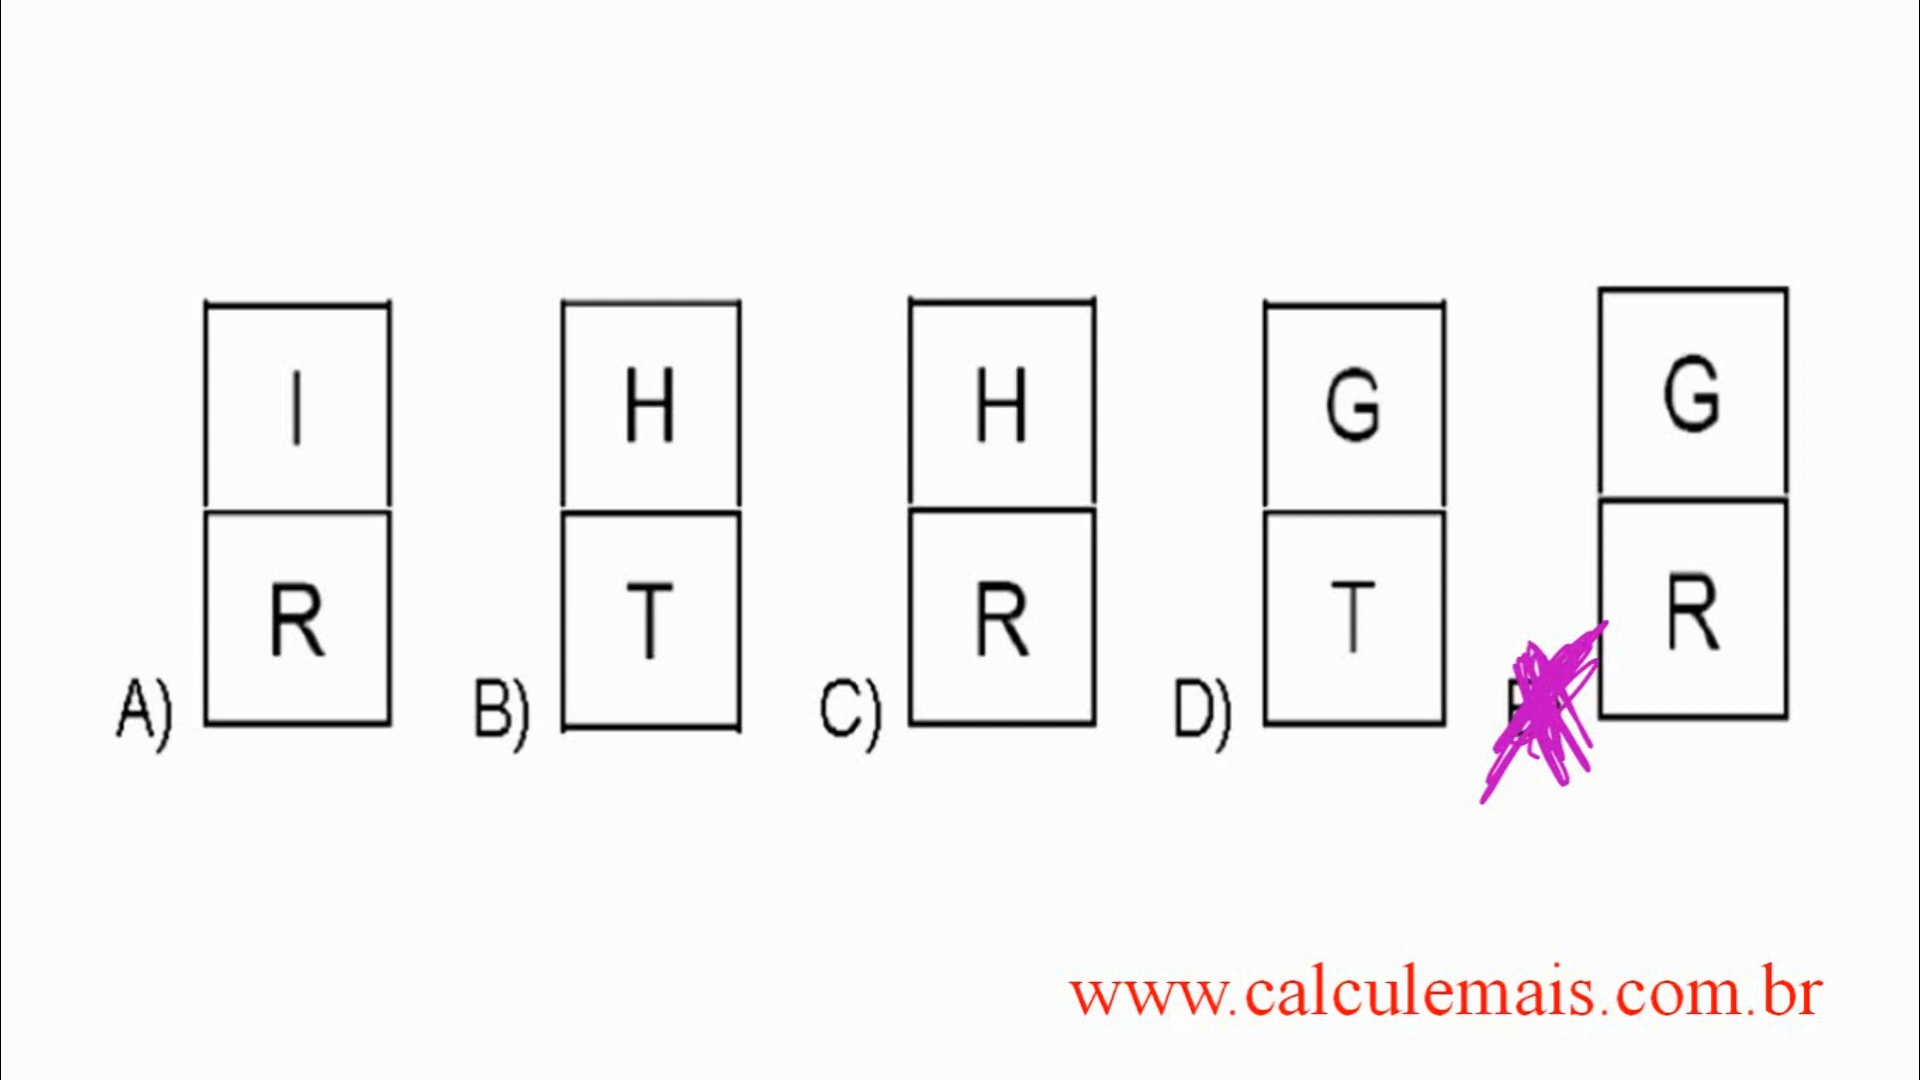 I H H G G
R T R T R
A) B) C) D)
www.calculemais.com.br